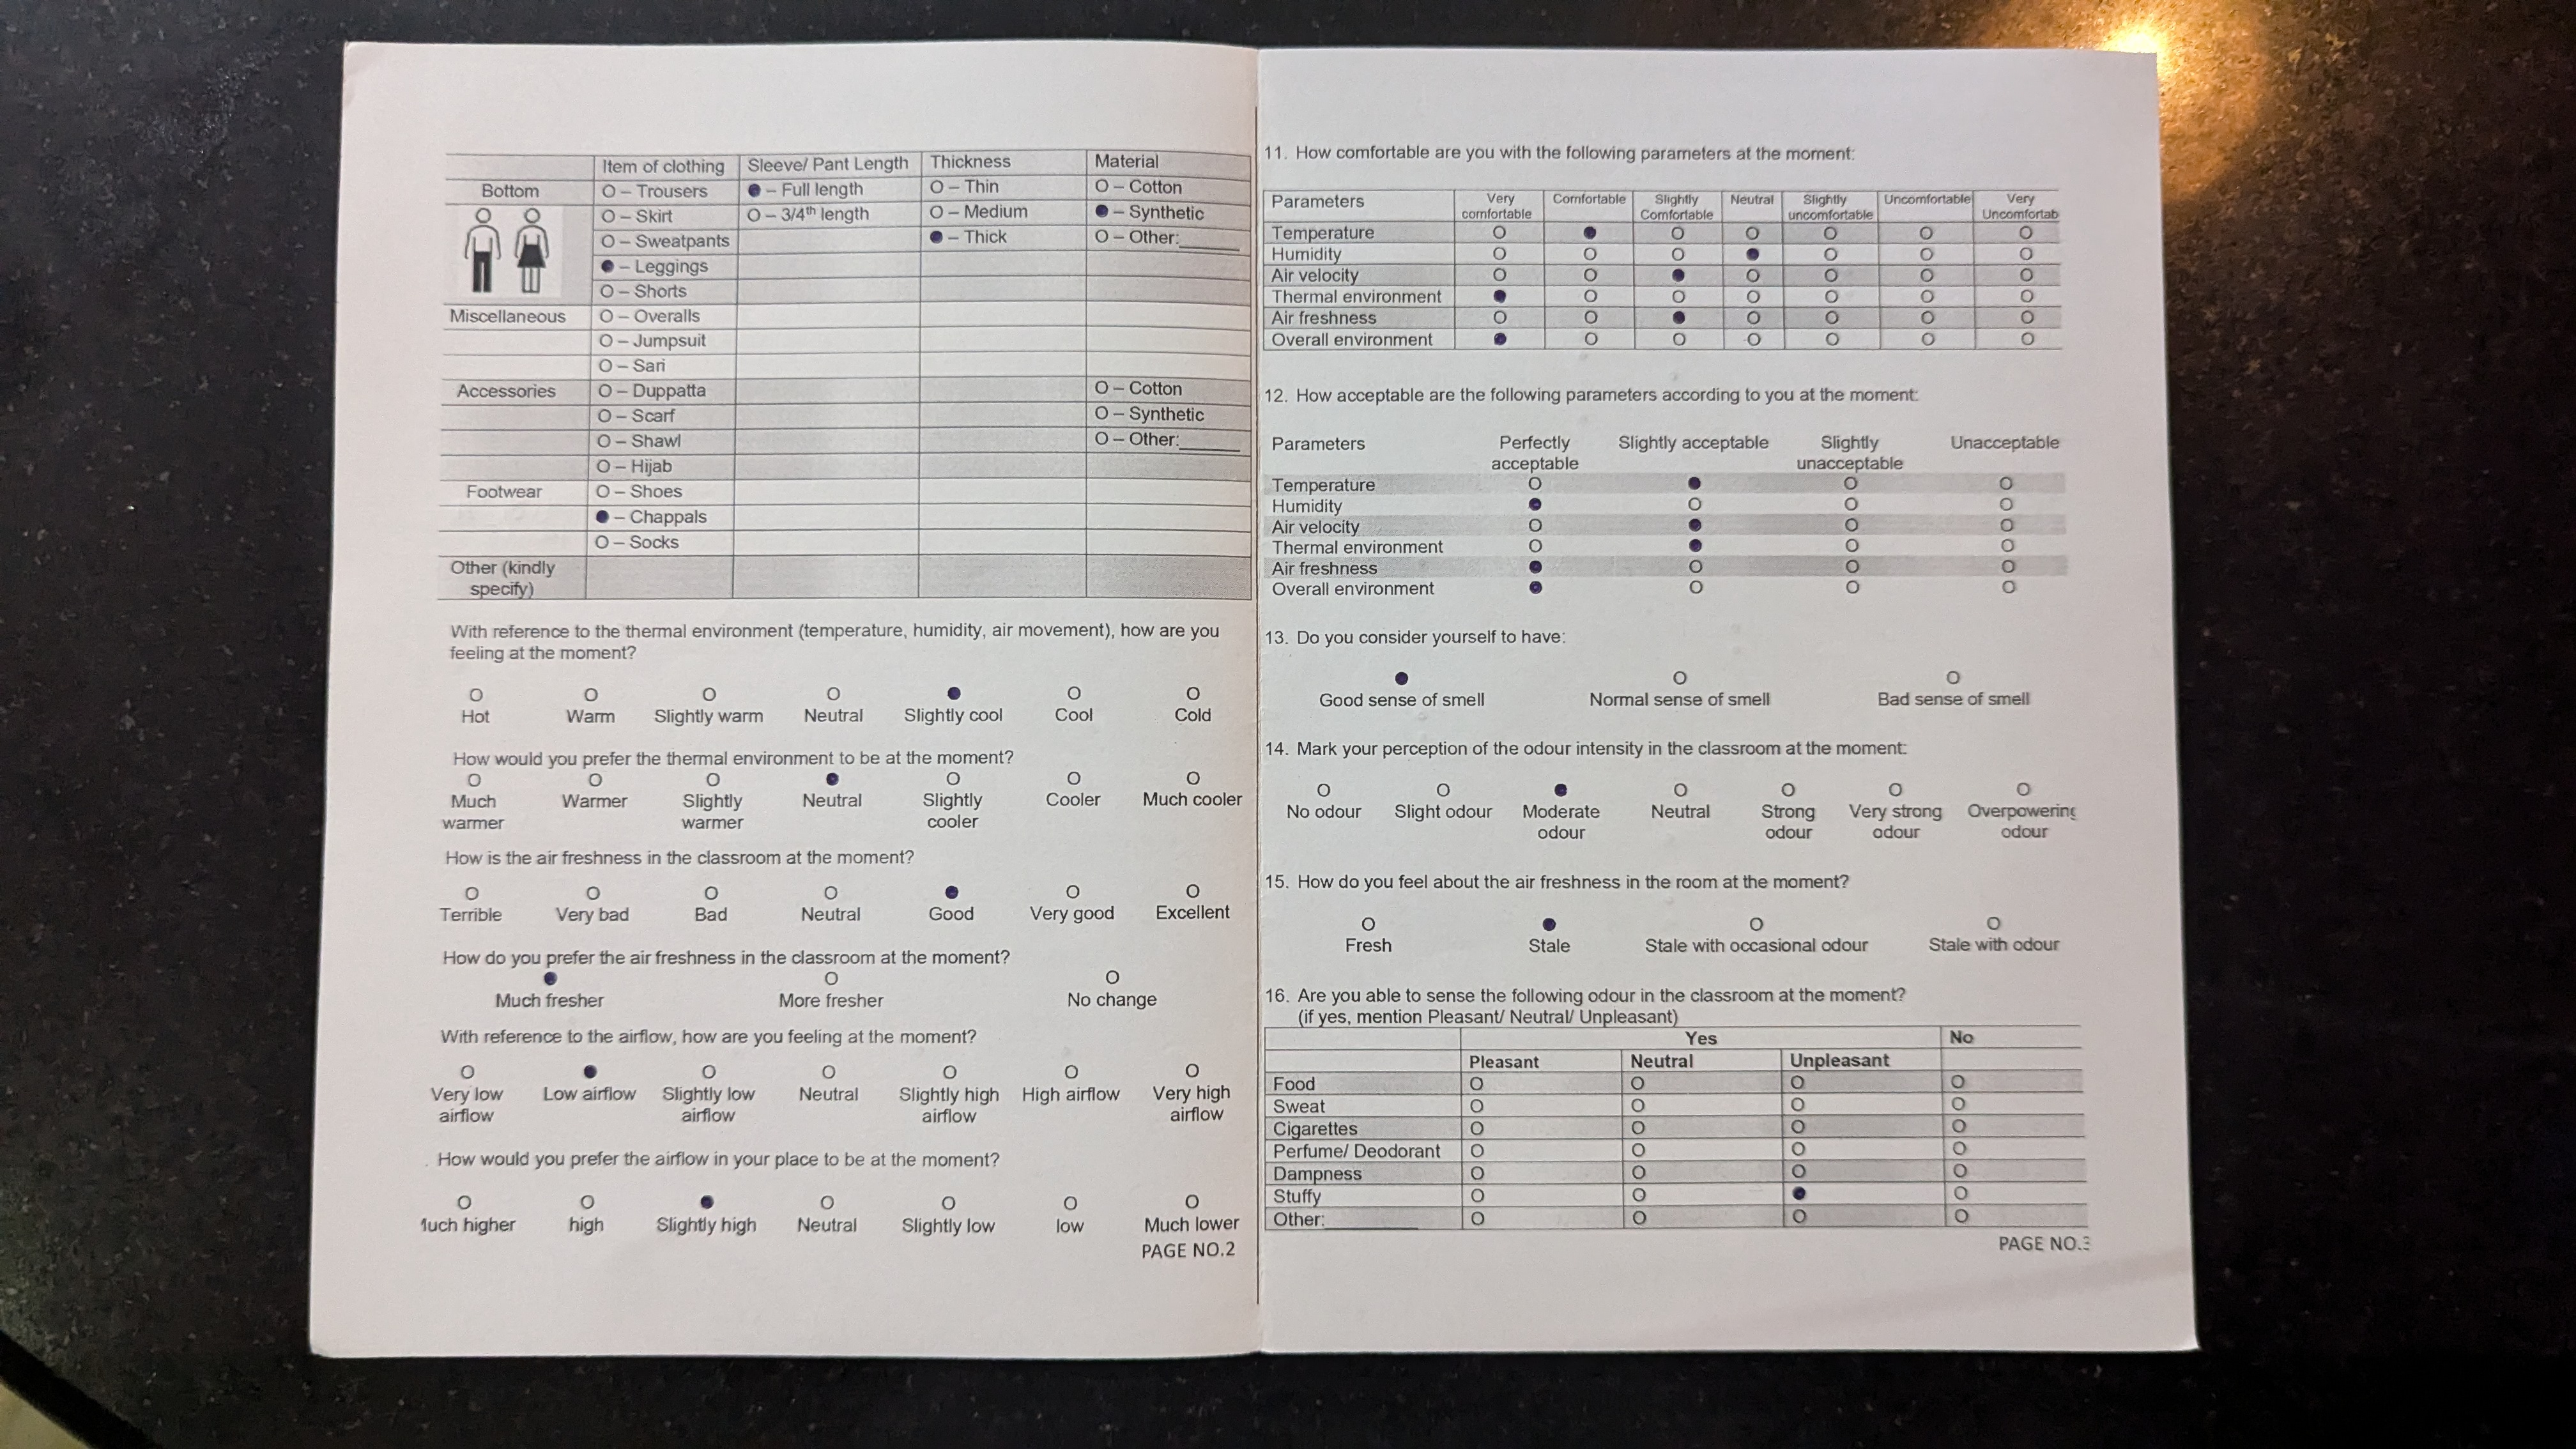 Item of clothing Sleeve/ Pant Length Thickness Material
Bottom O – Trousers ● – Full length O – Thin O – Cotton
O – Skirt O – 3/4th length O – Medium ● – Synthetic
O – Sweatpants ● – Thick O – Other:______
● – Leggings
O – Shorts
Miscellaneous O – Overalls
O – Jumpsuit
O – Sari
Accessories O – Duppatta O – Cotton
O – Scarf O – Synthetic
O – Shawl O – Other:______
O – Hijab
Footwear O – Shoes
● – Chappals
O – Socks
Other (kindly
specify)
With reference to the thermal environment (temperature, humidity, air movement), how are you
feeling at the moment?
O O O O ● O O
Hot Warm Slightly warm Neutral Slightly cool Cool Cold
How would you prefer the thermal environment to be at the moment?
O O O ● O O O
Much Warmer Slightly Neutral Slightly Cooler Much cooler
warmer warmer cooler
How is the air freshness in the classroom at the moment?
O O O O ● O O
Terrible Very bad Bad Neutral Good Very good Excellent
How do you prefer the air freshness in the classroom at the moment?
● O O
Much fresher More fresher No change
With reference to the airflow, how are you feeling at the moment?
O ● O O O O O
Very low Low airflow Slightly low Neutral Slightly high High airflow Very high
airflow airflow airflow airflow
. How would you prefer the airflow in your place to be at the moment?
O O ● O O O O
luch higher high Slightly high Neutral Slightly low low Much lower
PAGE NO.2
11. How comfortable are you with the following parameters at the moment:
Parameters Very Comfortable Slightly Neutral Slightly Uncomfortable Very
comfortable Comfortable uncomfortable Uncomfortab
Temperature O ● O O O O O
Humidity O O O ● O O O
Air velocity O O ● O O O O
Thermal environment ● O O O O O O
Air freshness O O ● O O O O
Overall environment ● O O O O O O
12. How acceptable are the following parameters according to you at the moment:
Parameters Perfectly Slightly acceptable Slightly Unacceptable
acceptable unacceptable
Temperature O ● O O
Humidity ● O O O
Air velocity O ● O O
Thermal environment O ● O O
Air freshness ● O O O
Overall environment ● O O O
13. Do you consider yourself to have:
● O O
Good sense of smell Normal sense of smell Bad sense of smell
14. Mark your perception of the odour intensity in the classroom at the moment:
O O ● O O O O
No odour Slight odour Moderate Neutral Strong Very strong Overpowering
odour odour odour odour
15. How do you feel about the air freshness in the room at the moment?
O ● O O
Fresh Stale Stale with occasional odour Stale with odour
16. Are you able to sense the following odour in the classroom at the moment?
(if yes, mention Pleasant/ Neutral/ Unpleasant)
Yes No
Pleasant Neutral Unpleasant
Food O O O O
Sweat O O O O
Cigarettes O O O O
Perfume/ Deodorant O O O O
Dampness O O O O
Stuffy O O ● O
Other:__________ O O O O
PAGE NO.3